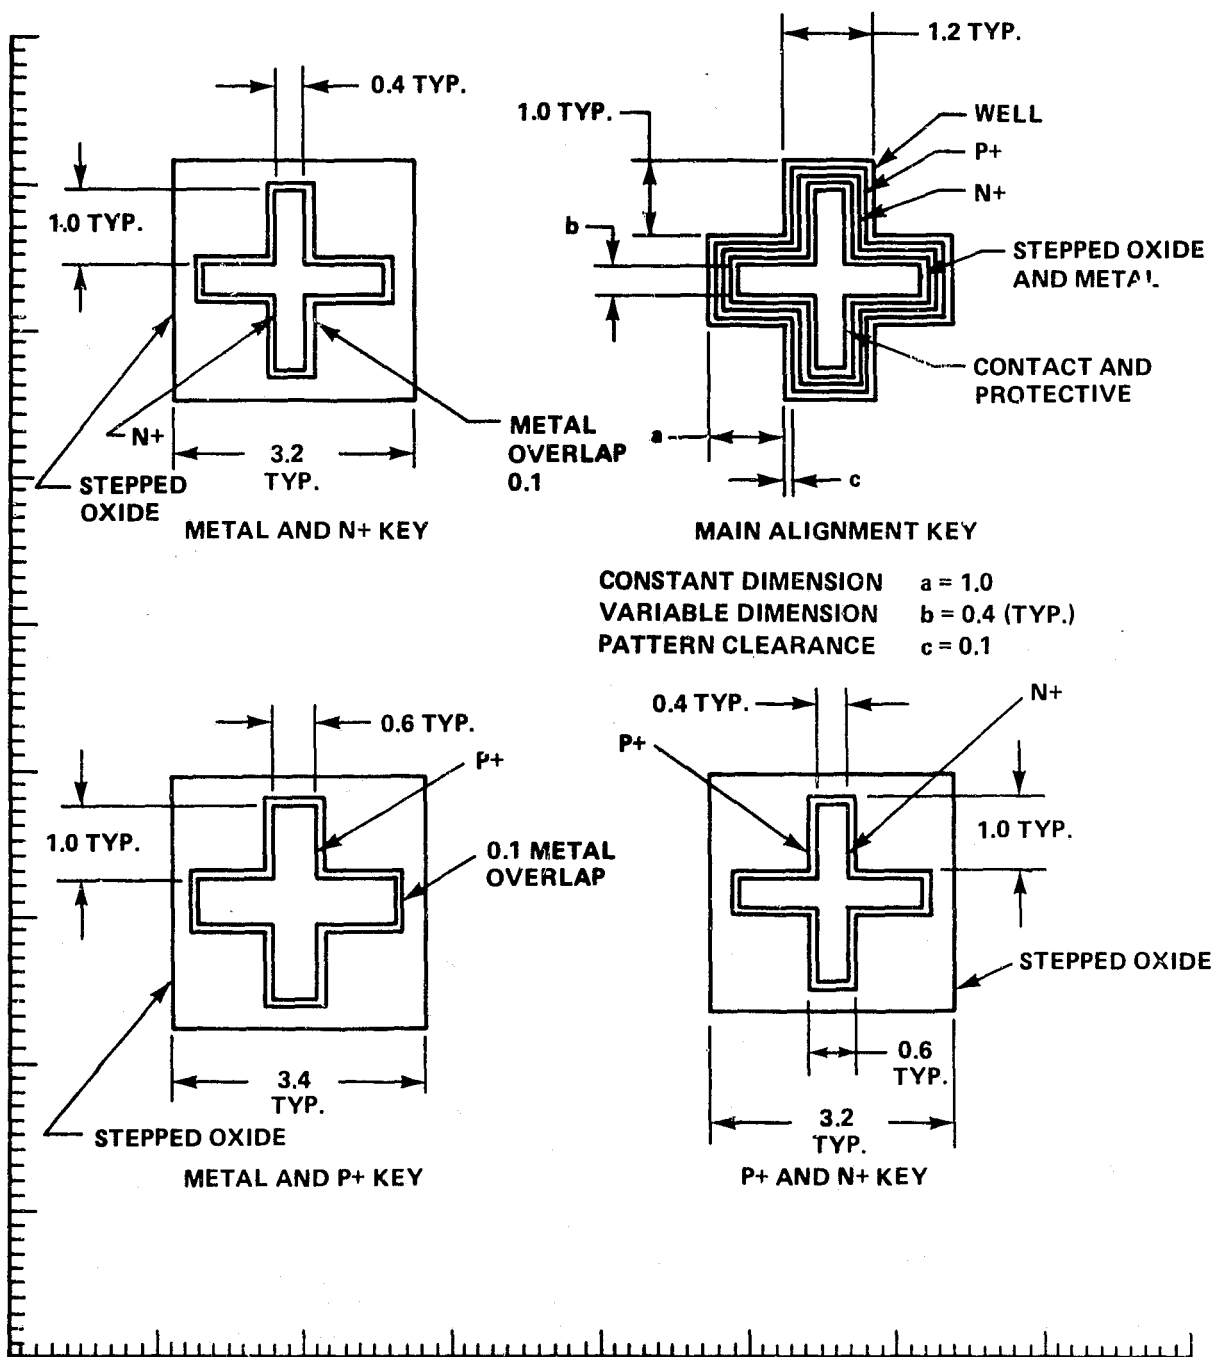 0.4 TYP.
1.0 TYP.
N+
3.2
TYP.
METAL
OVERLAP
0.1
STEPPED
OXIDE
METAL AND N+ KEY
1.2 TYP.
1.0 TYP.
WELL
P+
N+
b
STEPPED OXIDE
AND METAL
CONTACT AND
PROTECTIVE
a
c
MAIN ALIGNMENT KEY
CONSTANT DIMENSION a = 1.0
VARIABLE DIMENSION b = 0.4 (TYP.)
PATTERN CLEARANCE c = 0.1
0.6 TYP.
P+
1.0 TYP.
0.1 METAL
OVERLAP
3.4
TYP.
STEPPED OXIDE
METAL AND P+ KEY
0.4 TYP.
N+
P+
1.0 TYP.
STEPPED OXIDE
0.6
TYP.
3.2
TYP.
P+ AND N+ KEY